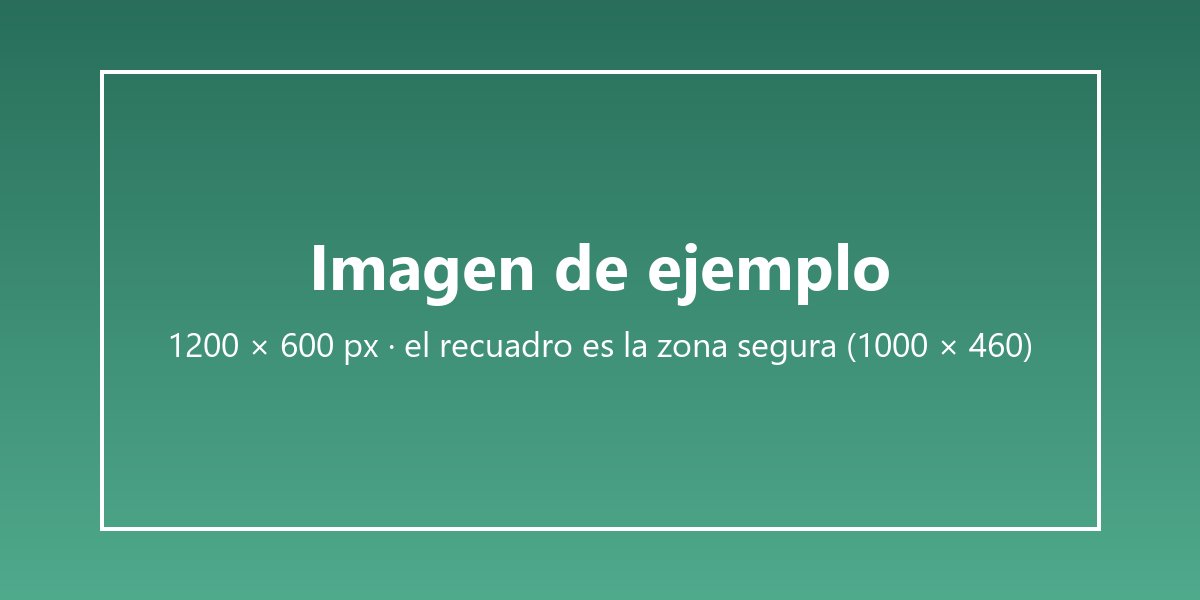 Imagen de ejemplo
1200 × 600 px · el recuadro es la zona segura (1000 × 460)